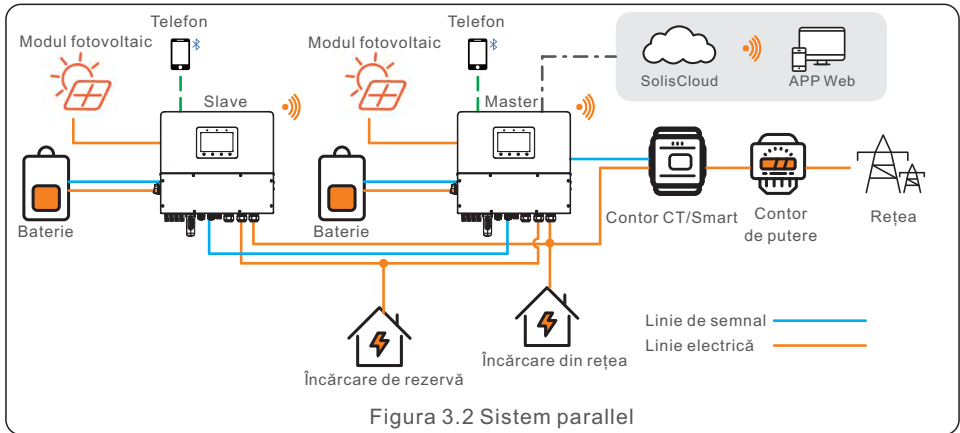 Telefon
Telefon
Modul fotovoltaic
Modul fotovoltaic
SolisCloud
APP Web
Slave
Master
Baterie
Baterie
Contor CT/Smart
Contor
de putere
Rețea
Linie de semnal
Linie electrică
Încărcare din rețea
Încărcare de rezervă
Figura 3.2 Sistem parallel